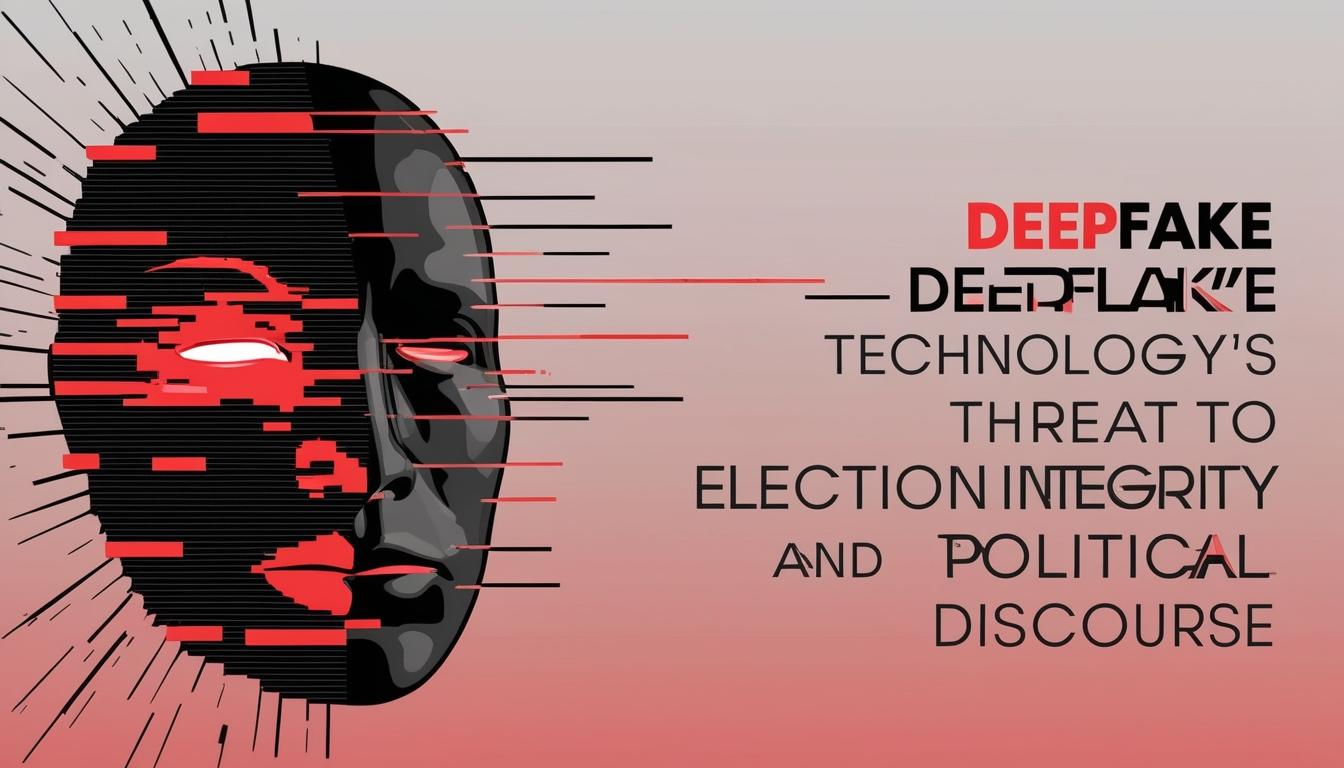 DEEPFAKE
TECHNOLOGY'S
THREAT TO
ELECTION INTEGRITY
AND POLITICAL
DISCOURSE